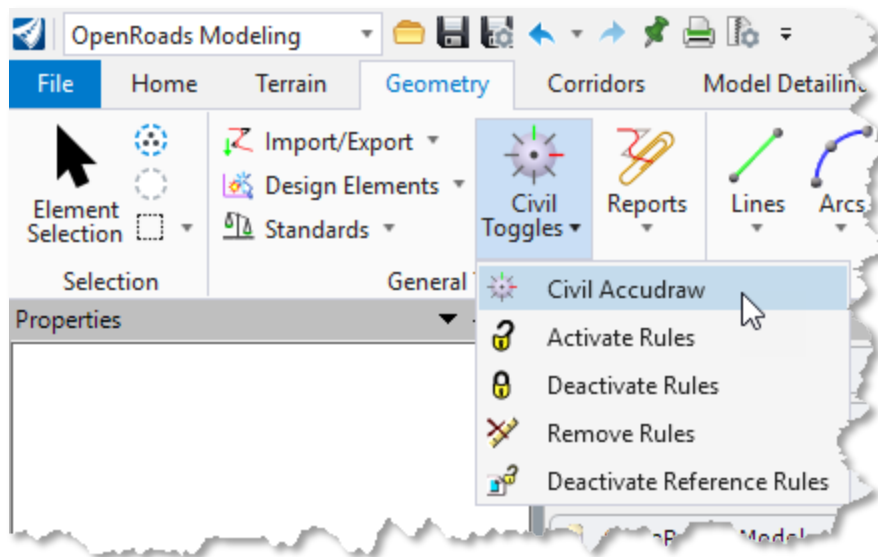 OpenRoads Modeling
File Home Terrain Geometry Corridors Model Detailing
Import/Export
Design Elements
Standards
Element
Selection
Civil
Toggles
Reports
Lines
Arcs
Selection
General
Properties
Civil Accudraw
Activate Rules
Deactivate Rules
Remove Rules
Deactivate Reference Rules